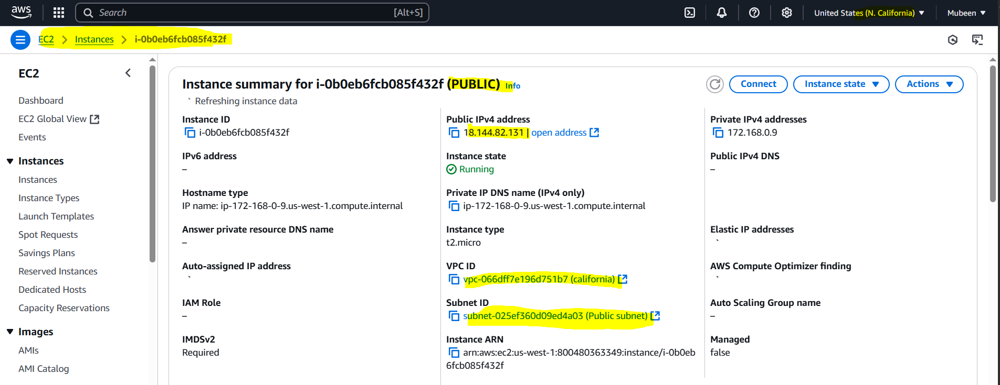 aws
Search [Alt+S]
United States (N. California)
Mubeen
EC2 > Instances > i-0b0eb6fcb085f432f
EC2
Dashboard
EC2 Global View
Events
Instances
Instances
Instance Types
Launch Templates
Spot Requests
Savings Plans
Reserved Instances
Dedicated Hosts
Capacity Reservations
Images
AMIs
AMI Catalog
Instance summary for i-0b0eb6fcb085f432f (PUBLIC) Info
Connect
Instance state
Actions
Refreshing instance data
Instance ID
i-0b0eb6fcb085f432f
IPv6 address
–
Hostname type
IP name: ip-172-168-0-9.us-west-1.compute.internal
Answer private resource DNS name
–
Auto-assigned IP address
IAM Role
–
IMDSv2
Required
Public IPv4 address
18.144.82.131 | open address
Instance state
Running
Private IP DNS name (IPv4 only)
ip-172-168-0-9.us-west-1.compute.internal
Instance type
t2.micro
VPC ID
vpc-066dff7e196d751b7 (california)
Subnet ID
subnet-025ef360d09ed4a03 (Public subnet)
Instance ARN
arn:aws:ec2:us-west-1:800480363349:instance/i-0b0eb
6fcb085f432f
Private IPv4 addresses
172.168.0.9
Public IPv4 DNS
–
Elastic IP addresses
AWS Compute Optimizer finding
Auto Scaling Group name
–
Managed
false